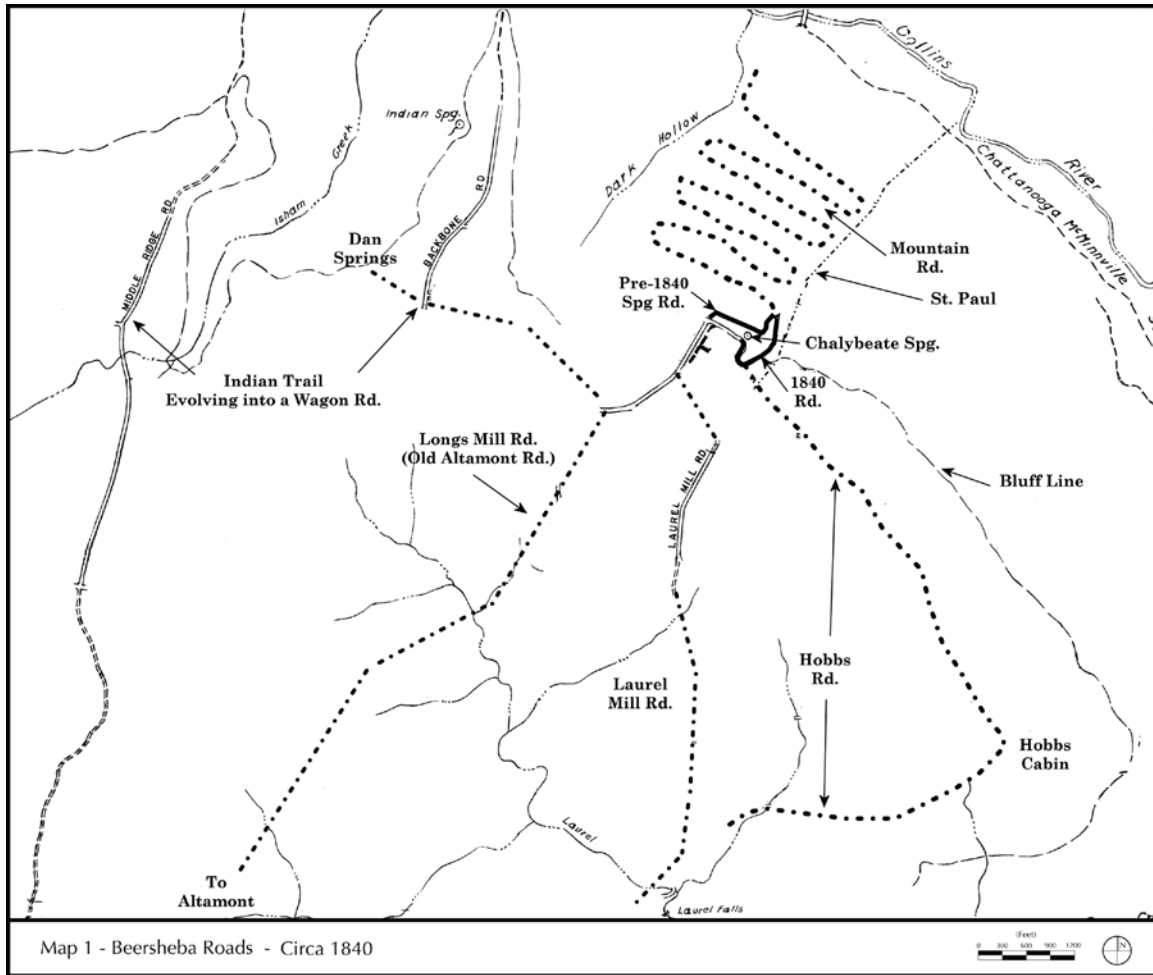 Collins
River
Chattanooga McMinnville
Indian Spg.
Isham
Creek
Dark
Hollow
MIDDLE RIDGE RD
BACKBONE RD
Dan
Springs
Mountain
Rd.
St. Paul
Pre-1840
Spg Rd.
Chalybeate Spg.
1840
Rd.
Indian Trail
Evolving into a Wagon Rd.
Longs Mill Rd.
(Old Altamont Rd.)
LAUREL MILL RD.
Bluff Line
Hobbs
Rd.
Laurel
Mill Rd.
Hobbs
Cabin
Laurel
To
Altamont
Laurel Falls
Map 1 - Beersheba Roads - Circa 1840
(Feet)
0 300 600 900 1200
N